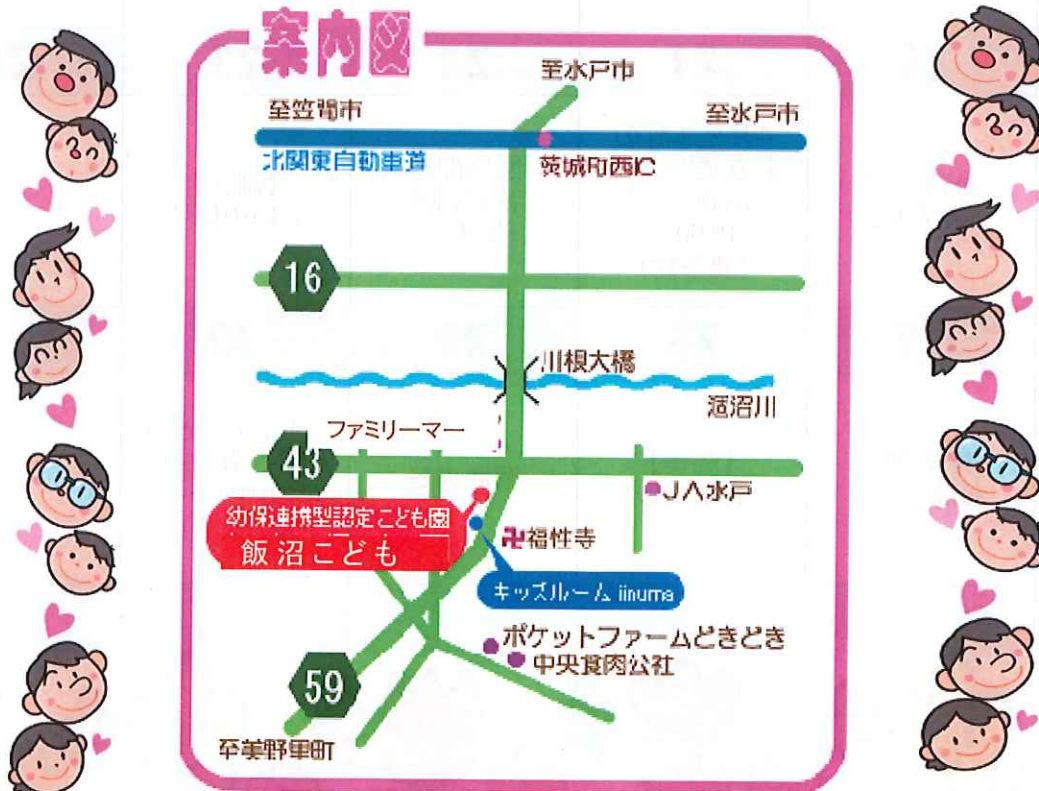 案内図
至水戸市
至笠間市
至水戸市
北関東自動車道
茨城町西IC
16
川根大橋
涸沼川
ファミリーマー
43
JA水戸
幼保連携型認定こども園
飯沼こども
卍福性寺
キッズルーム iinuma
ポケットファームどきどき
中央食肉公社
59
至美野里町